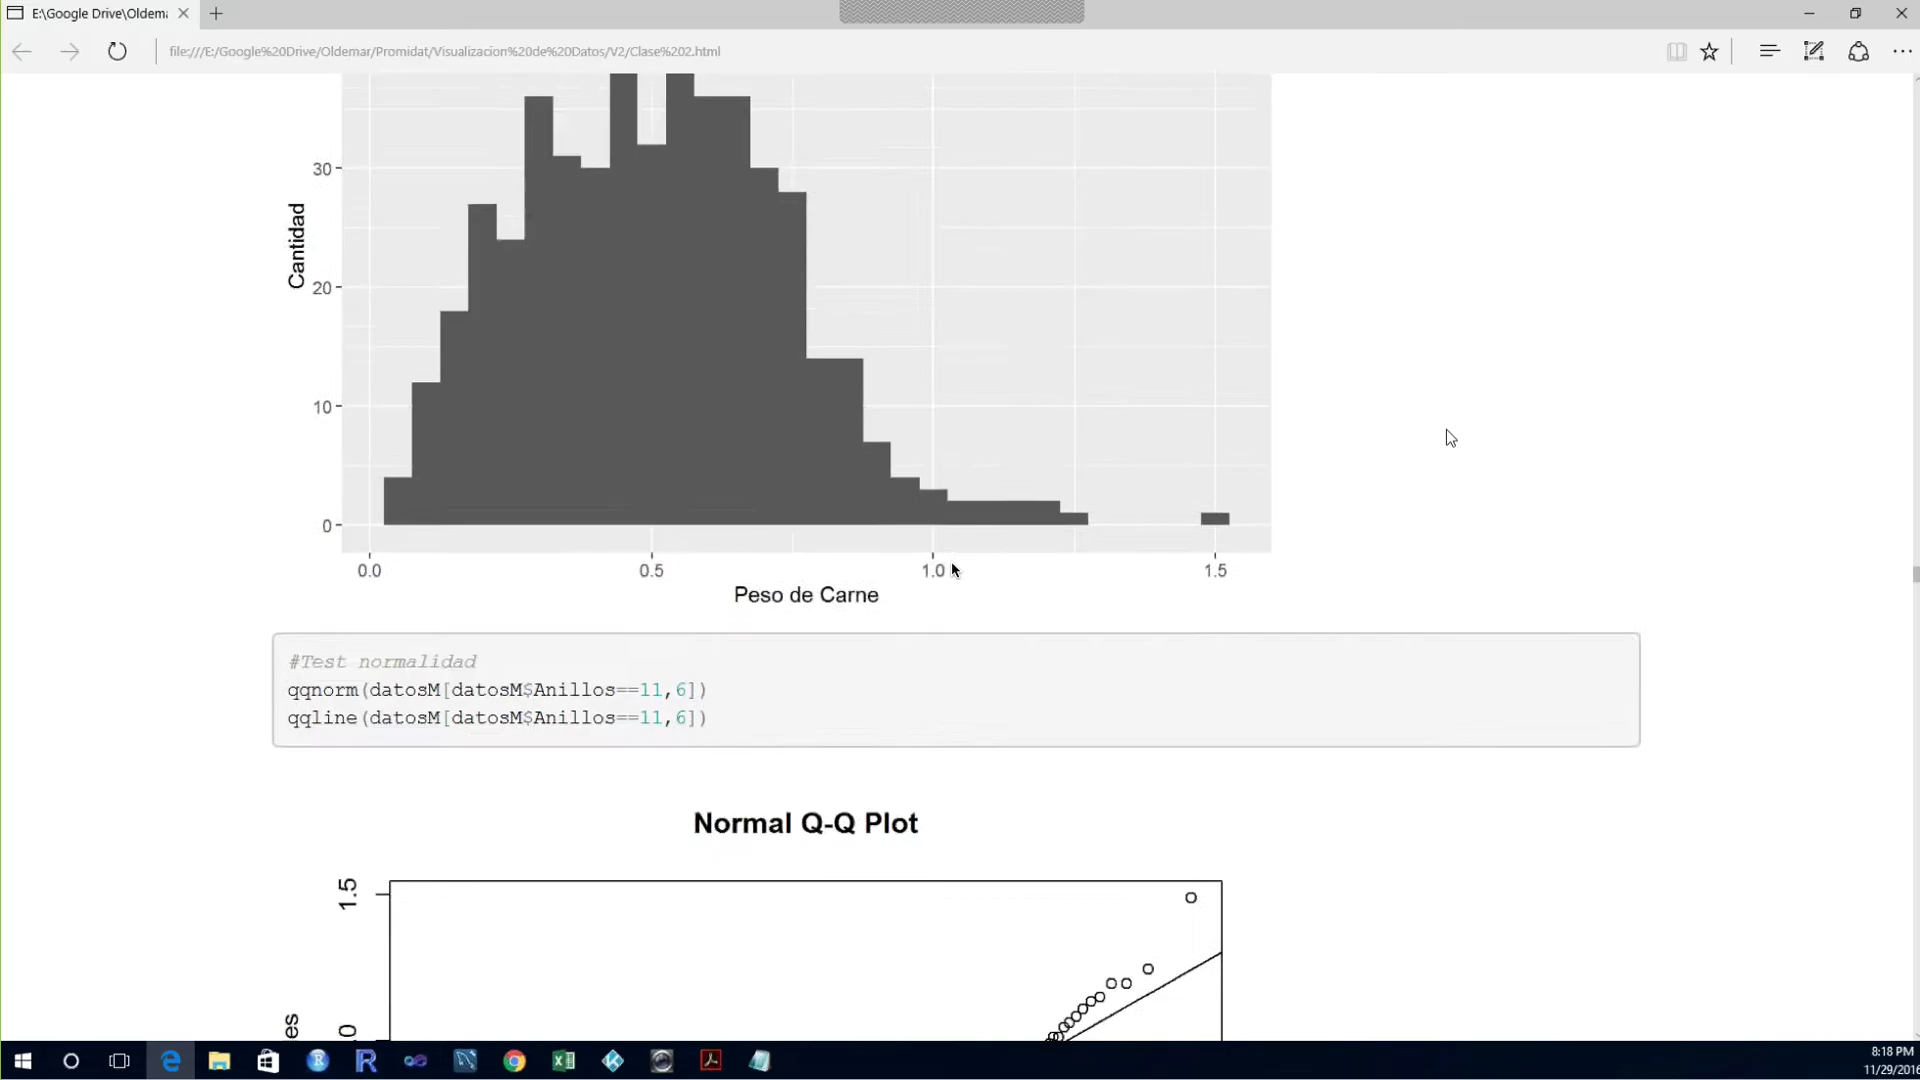 E:\Google Drive\Oldema
file:///E:/Google%20Drive/Oldemar/Promidat/Visualizacion%20de%20Datos/V2/Clase%202.html
30
Cantidad
20
10
0
0.0 0.5 1.0 1.5
Peso de Carne
#Test normalidad
qqnorm(datosM[datosM$Anillos==11,6])
qqline(datosM[datosM$Anillos==11,6])
Normal Q-Q Plot
1.5
8:18 PM
11/29/2016